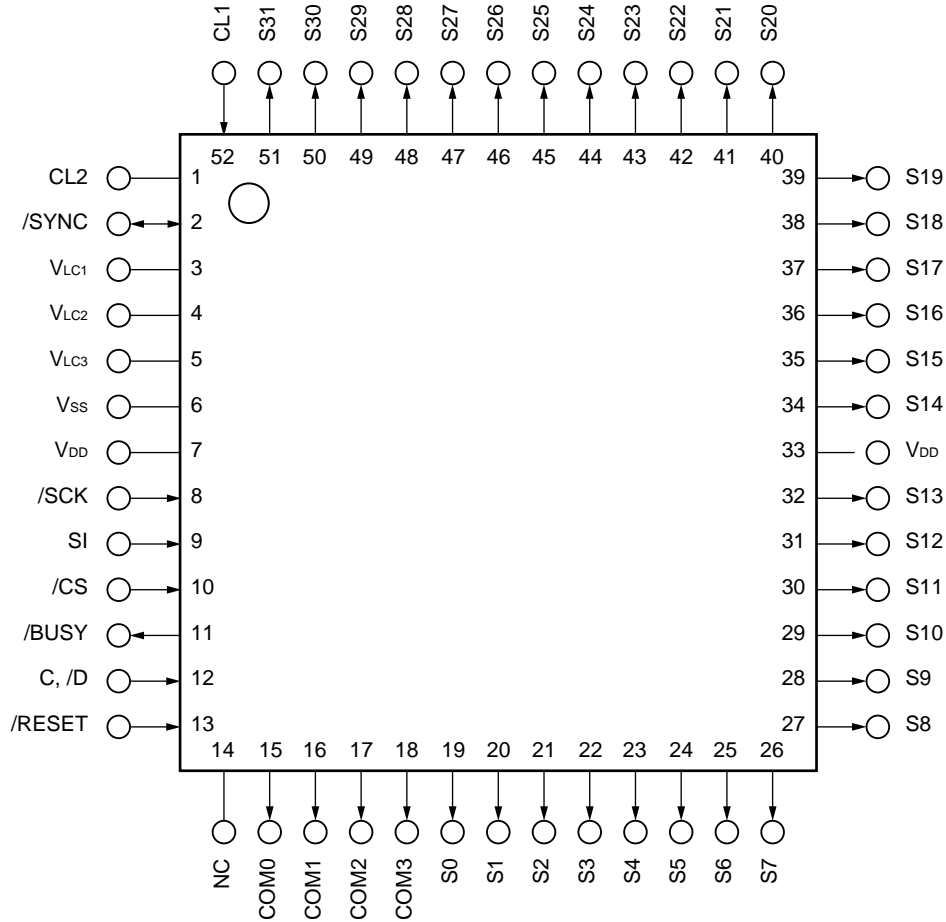 CL1 S31 S30 S29 S28 S27 S26 S25 S24 S23 S22 S21 S20
52 51 50 49 48 47 46 45 44 43 42 41 40
CL2 1 39 S19
/SYNC 2 38 S18
VLC1 3 37 S17
VLC2 4 36 S16
VLC3 5 35 S15
VSS 6 34 S14
VDD 7 33 VDD
/SCK 8 32 S13
SI 9 31 S12
/CS 10 30 S11
/BUSY 11 29 S10
C, /D 12 28 S9
/RESET 13 27 S8
14 15 16 17 18 19 20 21 22 23 24 25 26
NC COM0 COM1 COM2 COM3 S0 S1 S2 S3 S4 S5 S6 S7